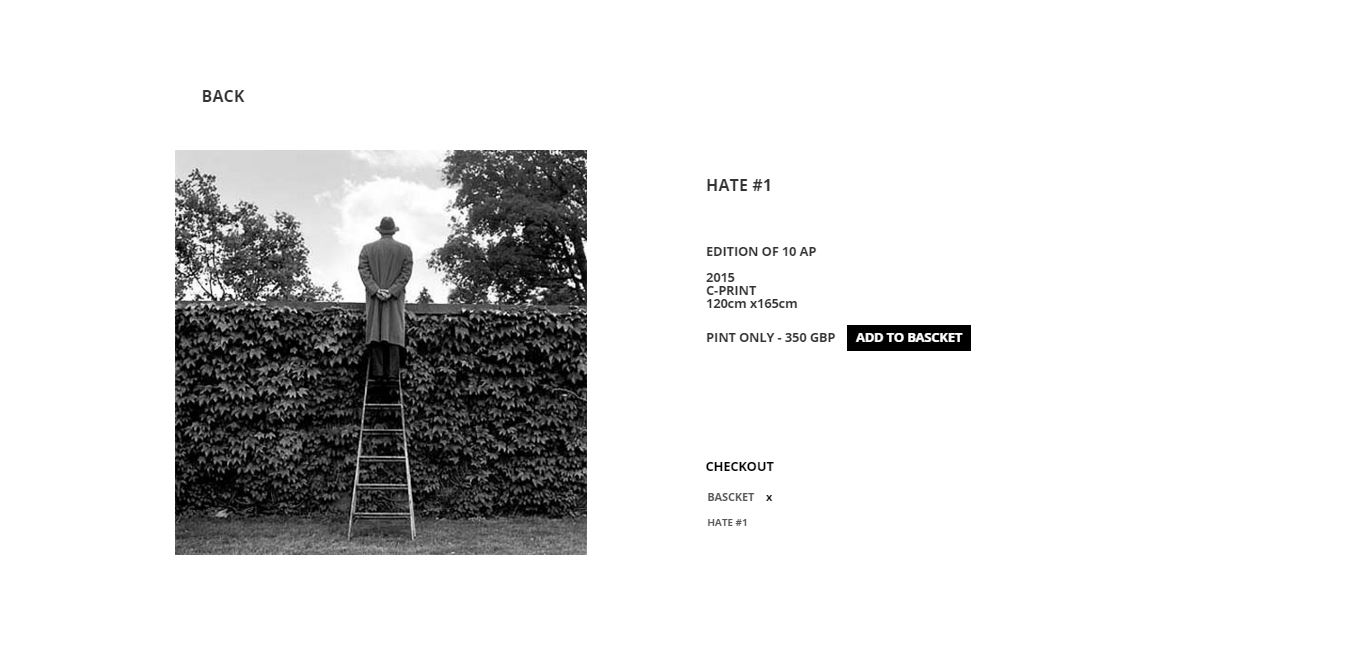 BACK
HATE #1
EDITION OF 10 AP
2015
C-PRINT
120cm x165cm
PINT ONLY - 350 GBP ADD TO BASCKET
CHECKOUT
BASCKET x
HATE #1